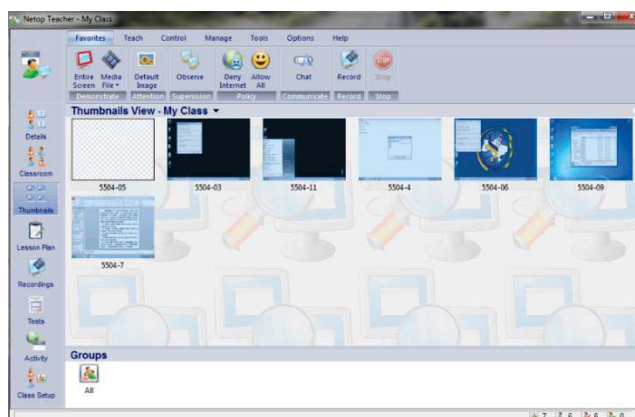 Netop Teacher - My Class
Favorites Teach Control Manage Tools Options Help
Entire Screen
Media File
Default Image
Observe
Deny Internet
Allow All
Chat
Record
Stop
Demonstrate Attention Supervision Policy Communicate Record Stop
Thumbnails View - My Class
Details
Classroom
Thumbnails
Lesson Plan
Recordings
Tests
Activity
Class Setup
5504-05 5504-03 5504-11 5504-4 5504-06 5504-09
5504-7
Groups
All
7 6 6 0